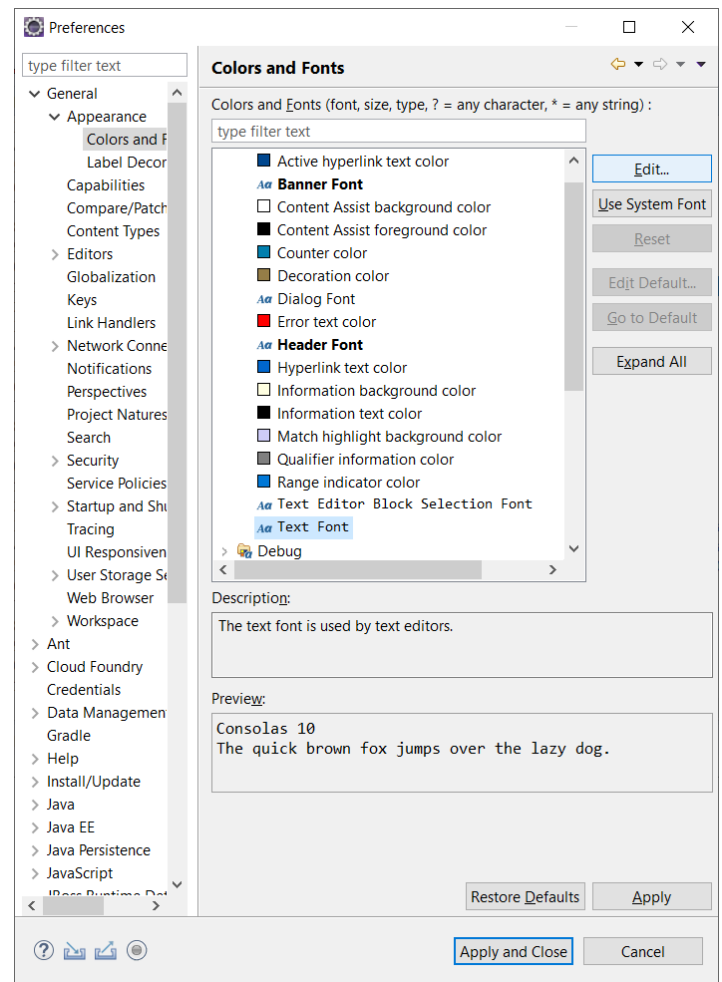 Preferences
type filter text
General
Appearance
Colors and F
Label Decor
Capabilities
Compare/Patch
Content Types
Editors
Globalization
Keys
Link Handlers
Network Conne
Notifications
Perspectives
Project Natures
Search
Security
Service Policies
Startup and Shu
Tracing
UI Responsiven
User Storage Se
Web Browser
Workspace
Ant
Cloud Foundry
Credentials
Data Management
Gradle
Help
Install/Update
Java
Java EE
Java Persistence
JavaScript
Colors and Fonts
Colors and Fonts (font, size, type, ? = any character, * = any string) :
type filter text
Active hyperlink text color
Aa Banner Font
Content Assist background color
Content Assist foreground color
Counter color
Decoration color
Aa Dialog Font
Error text color
Aa Header Font
Hyperlink text color
Information background color
Information text color
Match highlight background color
Qualifier information color
Range indicator color
Aa Text Editor Block Selection Font
Aa Text Font
Debug
Edit...
Use System Font
Reset
Edit Default...
Go to Default
Expand All
Description:
The text font is used by text editors.
Preview:
Consolas 10
The quick brown fox jumps over the lazy dog.
Restore Defaults
Apply
Apply and Close
Cancel